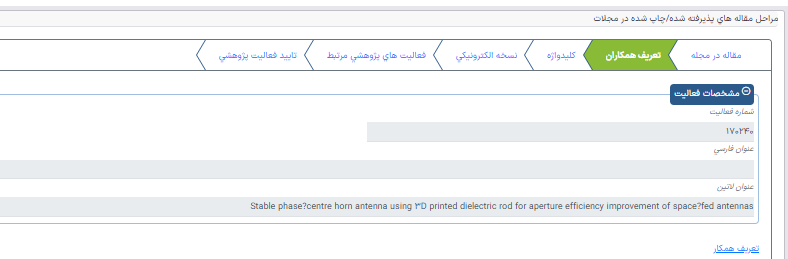 مراحل مقاله هاي پذيرفته شده/چاپ شده در مجلات
مقاله در مجله
تعريف همكاران
كليدواژه
نسخه الكترونيكي
فعاليت هاي پژوهشي مرتبط
تاييد فعاليت پژوهشي
مشخصات فعاليت
شماره فعاليت
۱۷۰۲۴۰
عنوان فارسي
عنوان لاتين
Stable phase?centre horn antenna using ۳D printed dielectric rod for aperture efficiency improvement of space?fed antennas
تعريف همكار